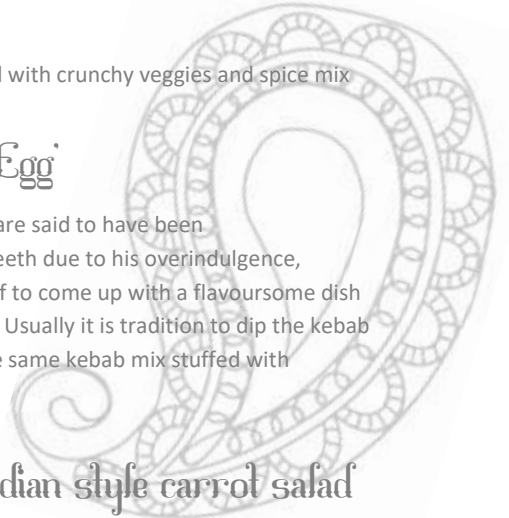 with crunchy veggies and spice mix
Egg'
are said to have been
eeth due to his overindulgence,
f to come up with a flavoursome dish
Usually it is tradition to dip the kebab
e same kebab mix stuffed with
dian style carrot salad